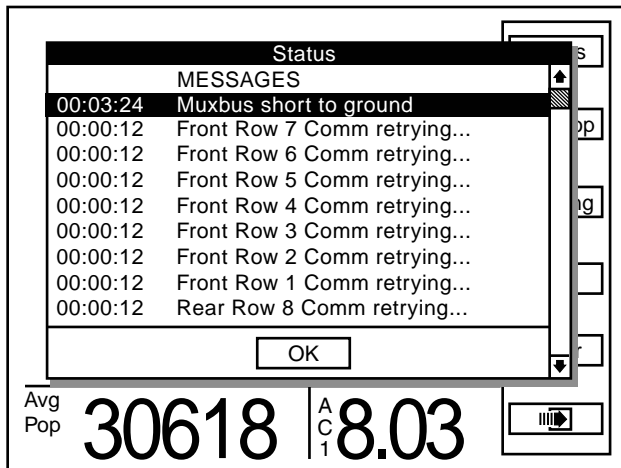 Status
MESSAGES
00:03:24 Muxbus short to ground
00:00:12 Front Row 7 Comm retrying...
00:00:12 Front Row 6 Comm retrying...
00:00:12 Front Row 5 Comm retrying...
00:00:12 Front Row 4 Comm retrying...
00:00:12 Front Row 3 Comm retrying...
00:00:12 Front Row 2 Comm retrying...
00:00:12 Front Row 1 Comm retrying...
00:00:12 Rear Row 8 Comm retrying...
OK
Avg
Pop
30618
AC1
8.03